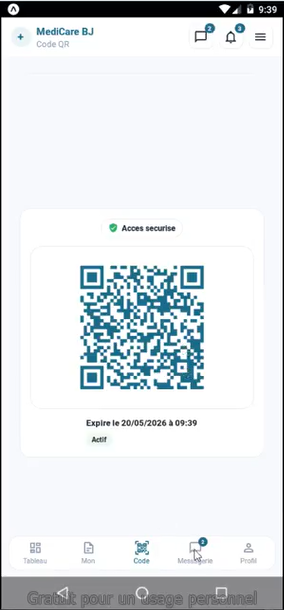 9:39
MediCare BJ
2
3
Code QR
Acces securise
Expire le 20/05/2026 à 09:39
Actif
2
Tableau
Mon
Code
Messagerie
Profil
Gratuit pour un usage personnel